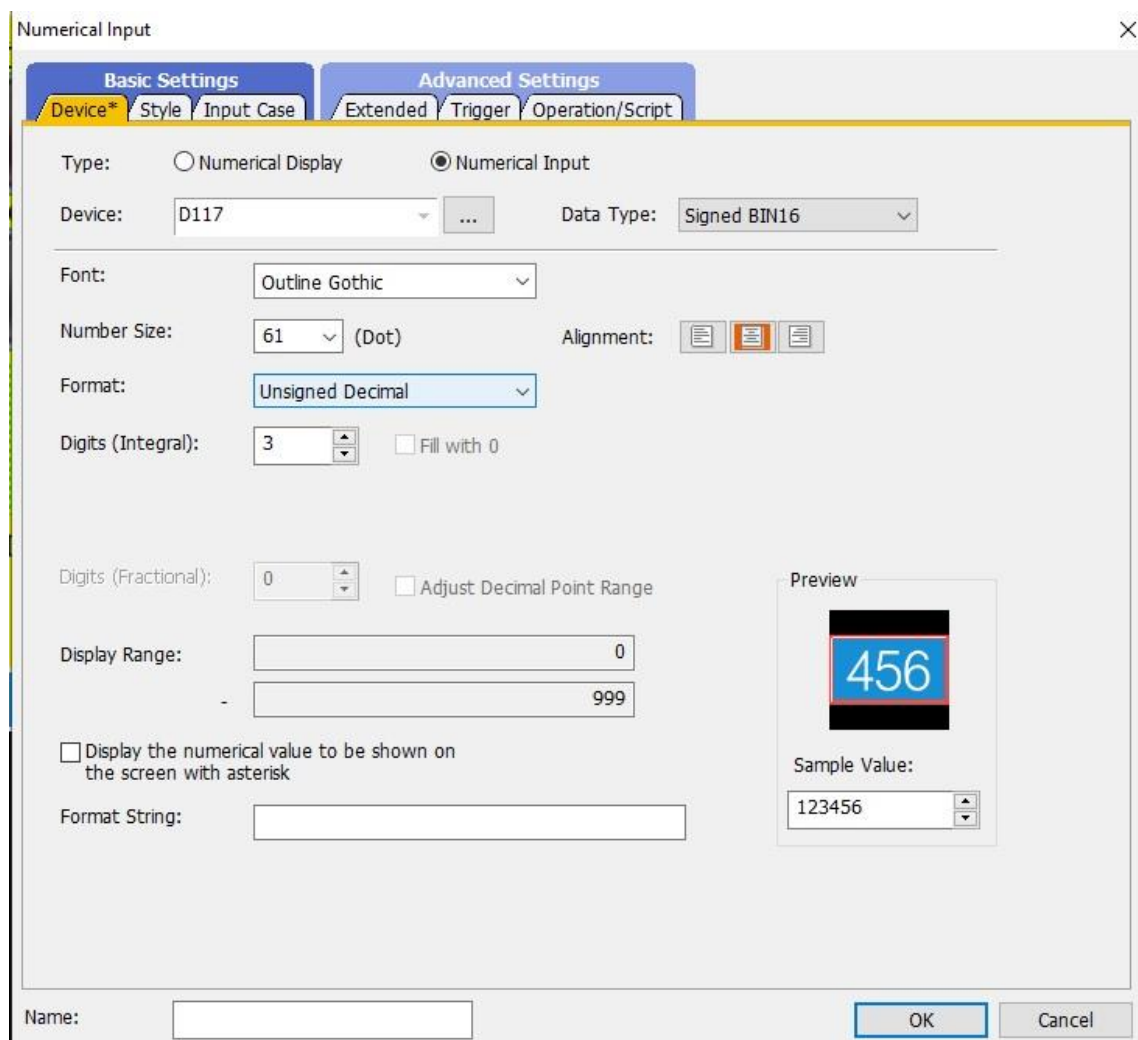 Numerical Input
Basic Settings
Advanced Settings
Device*
Style
Input Case
Extended
Trigger
Operation/Script
Type:
Numerical Display
Numerical Input
Device:
D117
...
Data Type:
Signed BIN16
Font:
Outline Gothic
Number Size:
61
(Dot)
Alignment:
Format:
Unsigned Decimal
Digits (Integral):
3
Fill with 0
Digits (Fractional):
0
Adjust Decimal Point Range
Preview
456
Display Range:
0
-
999
Display the numerical value to be shown on
the screen with asterisk
Sample Value:
123456
Format String:
Name:
OK
Cancel